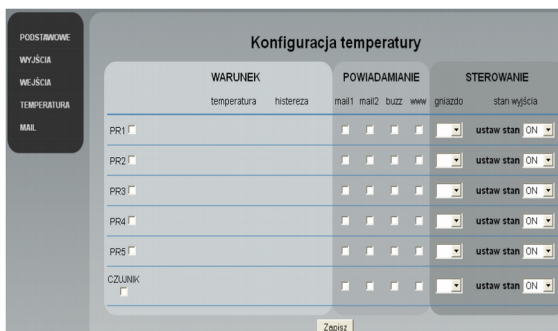 PODSTAWOWE
WYJŚCIA
WEJŚCIA
TEMPERATURA
MAIL
Konfiguracja temperatury
WARUNEK POWIADAMIANIE STEROWANIE
temperatura histereza mail1 mail2 buzz www gniazdo stan wyjścia
PR1 ustaw stan ON
PR2 ustaw stan ON
PR3 ustaw stan ON
PR4 ustaw stan ON
PR5 ustaw stan ON
CZUJNIK ustaw stan ON
Zapisz